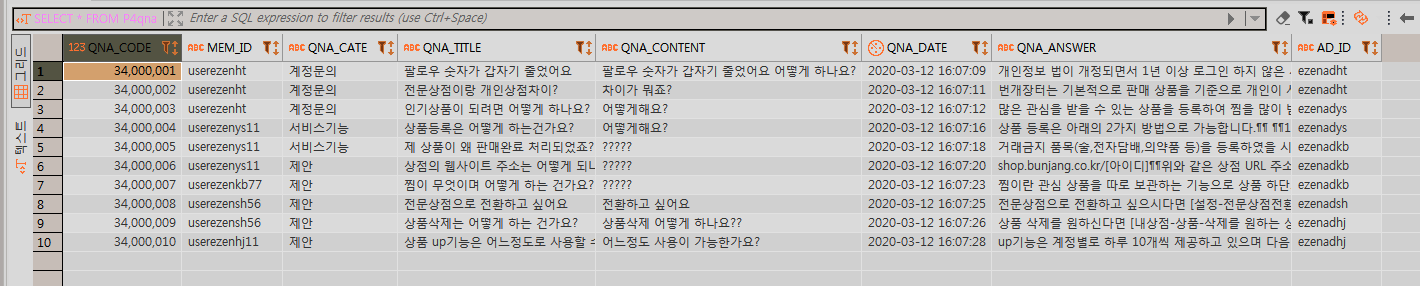 SELECT * FROM P4qna Enter a SQL expression to filter results (use Ctrl+Space)
그리드
텍스트
123 QNA_CODE ABC MEM_ID ABC QNA_CATE ABC QNA_TITLE ABC QNA_CONTENT QNA_DATE ABC QNA_ANSWER ABC AD_ID
1 34,000,001 userezenht 계정문의 팔로우 숫자가 갑자기 줄었어요 팔로우 숫자가 갑자기 줄었어요 어떻게 하나요? 2020-03-12 16:07:09 개인정보 법이 개정되면서 1년 이상 로그인 하지 않은 ezenadht
2 34,000,002 userezenht 계정문의 전문상점이랑 개인상점차이? 차이가 뭐죠? 2020-03-12 16:07:11 번개장터는 기본적으로 판매 상품을 기준으로 개인이 ezenadht
3 34,000,003 userezenht 계정문의 인기상품이 되려면 어떻게 하나요? 어떻게해요? 2020-03-12 16:07:12 많은 관심을 받을 수 있는 상품을 등록하여 찜을 많이 ezenadys
4 34,000,004 userezenys11 서비스기능 상품등록은 어떻게 하는건가요? 어떻게해요? 2020-03-12 16:07:16 상품 등록은 아래의 2가지 방법으로 가능합니다.¶¶ ¶¶1 ezenadys
5 34,000,005 userezenys11 서비스기능 제 상품이 왜 판매완료 처리되었죠? ????? 2020-03-12 16:07:18 거래금지 품목(술,전자담배,의약품 등)을 등록하였을 ezenadkb
6 34,000,006 userezenys11 제안 상점의 웹사이트 주소는 어떻게 ????? 2020-03-12 16:07:20 shop.bunjang.co.kr/[아이디]¶¶위와 같은 상점 URL 주소 ezenadkb
7 34,000,007 userezenkb77 제안 찜이 무엇이며 어떻게 하는 건가요? ????? 2020-03-12 16:07:23 찜이란 관심 상품을 따로 보관하는 기능으로 상품 하단 ezenadkb
8 34,000,008 userezensh56 제안 전문상점으로 전환하고 싶어요 전환하고 싶어요 2020-03-12 16:07:25 전문상점으로 전환하고 싶으시다면 [설정-전문상점전환 ezenadsh
9 34,000,009 userezensh56 제안 상품삭제는 어떻게 하는 건가요? 상품삭제 어떻게 하나요?? 2020-03-12 16:07:26 상품 삭제를 원하신다면 [내상점-상품-삭제를 원하는 ezenadhj
10 34,000,010 userezenhj11 제안 상품 up기능은 어느정도로 사용할 어느정도 사용이 가능한가요? 2020-03-12 16:07:28 up기능은 계정별로 하루 10개씩 제공하고 있으며 다음 ezenadhj